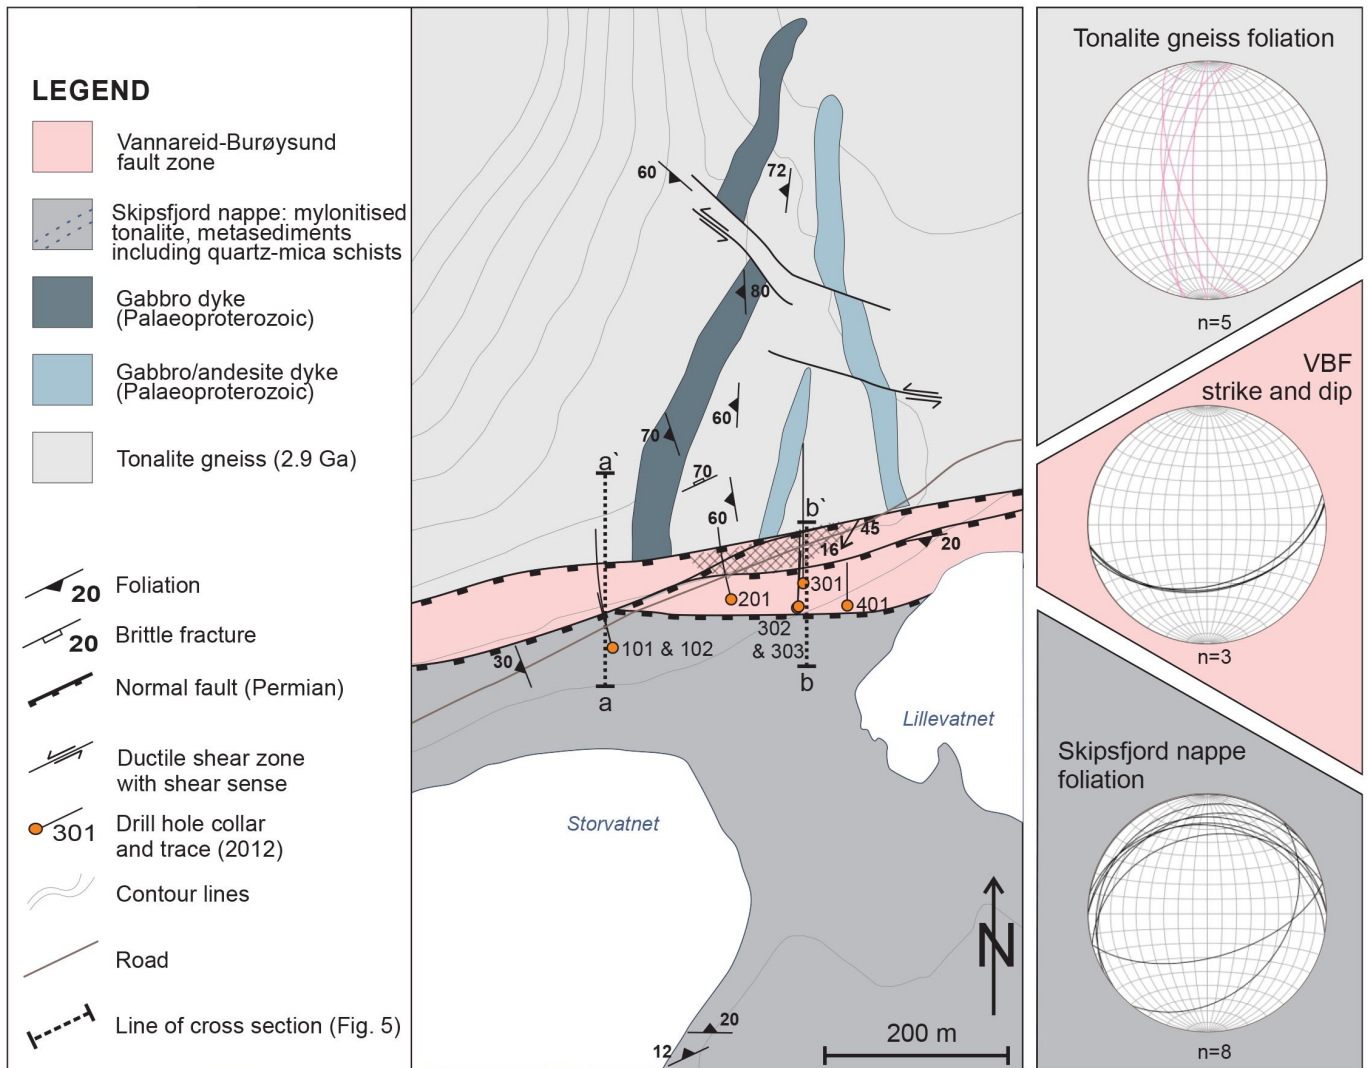 LEGEND
Vannareid-Burøysund
fault zone
Skipsfjord nappe: mylonitised
tonalite, metasediments
including quartz-mica schists
Gabbro dyke
(Palaeoproterozoic)
Gabbro/andesite dyke
(Palaeoproterozoic)
Tonalite gneiss (2.9 Ga)
20
Foliation
20
Brittle fracture
Normal fault (Permian)
Ductile shear zone
with shear sense
301
Drill hole collar
and trace (2012)
Contour lines
Road
Line of cross section (Fig. 5)
60
72
80
60
70
a`
70
60
b`
45
16
20
301
201
401
302
& 303
101 & 102
30
a
b
Lillevatnet
Storvatnet
N
200 m
20
12
Tonalite gneiss foliation
n=5
VBF
strike and dip
n=3
Skipsfjord nappe
foliation
n=8